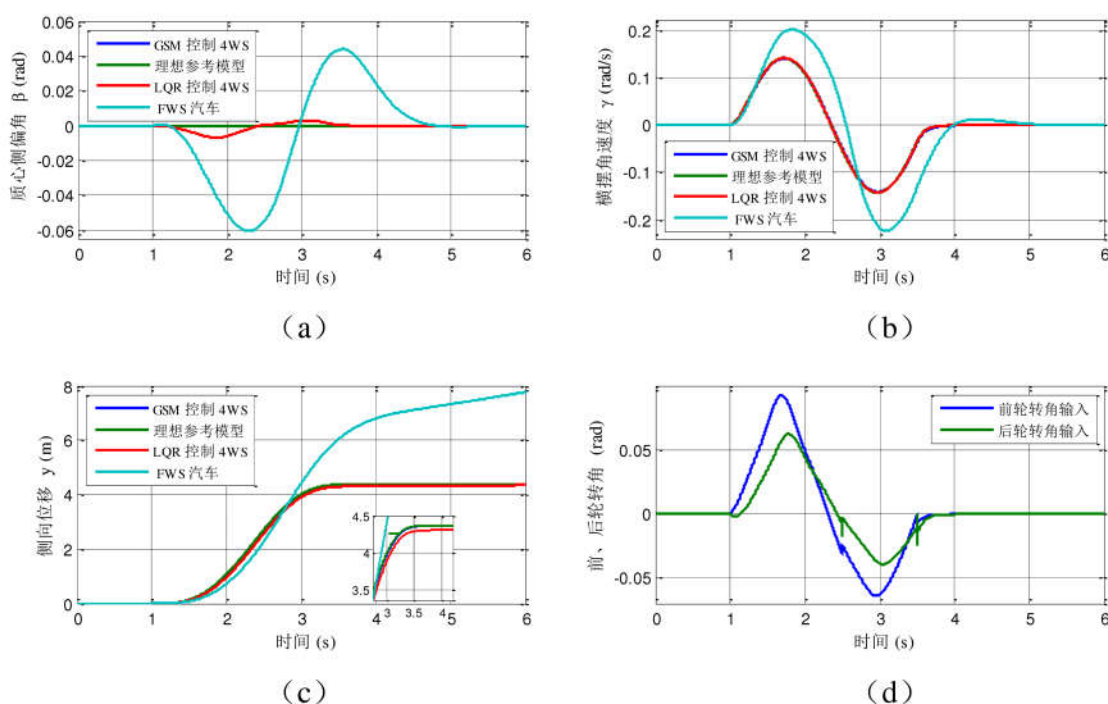 0.06
0.04
0.02
0
-0.02
-0.04
-0.06
质心侧偏角 β (rad)
GSM 控制 4WS
理想参考模型
LQR 控制 4WS
FWS 汽车
0 1 2 3 4 5 6
时间 (s)
(a)
0.2
0.1
0
-0.1
-0.2
横摆角速度 γ (rad/s)
GSM 控制 4WS
理想参考模型
LQR 控制 4WS
FWS 汽车
0 1 2 3 4 5 6
时间 (s)
(b)
8
6
4
2
0
侧向位移 y (m)
GSM 控制 4WS
理想参考模型
LQR 控制 4WS
FWS 汽车
4.5
4
3.5
3 3.5 4
0 1 2 3 4 5 6
时间 (s)
(c)
0.05
0
-0.05
前、后轮转角 (rad)
前轮转角输入
后轮转角输入
0 1 2 3 4 5 6
时间 (s)
(d)